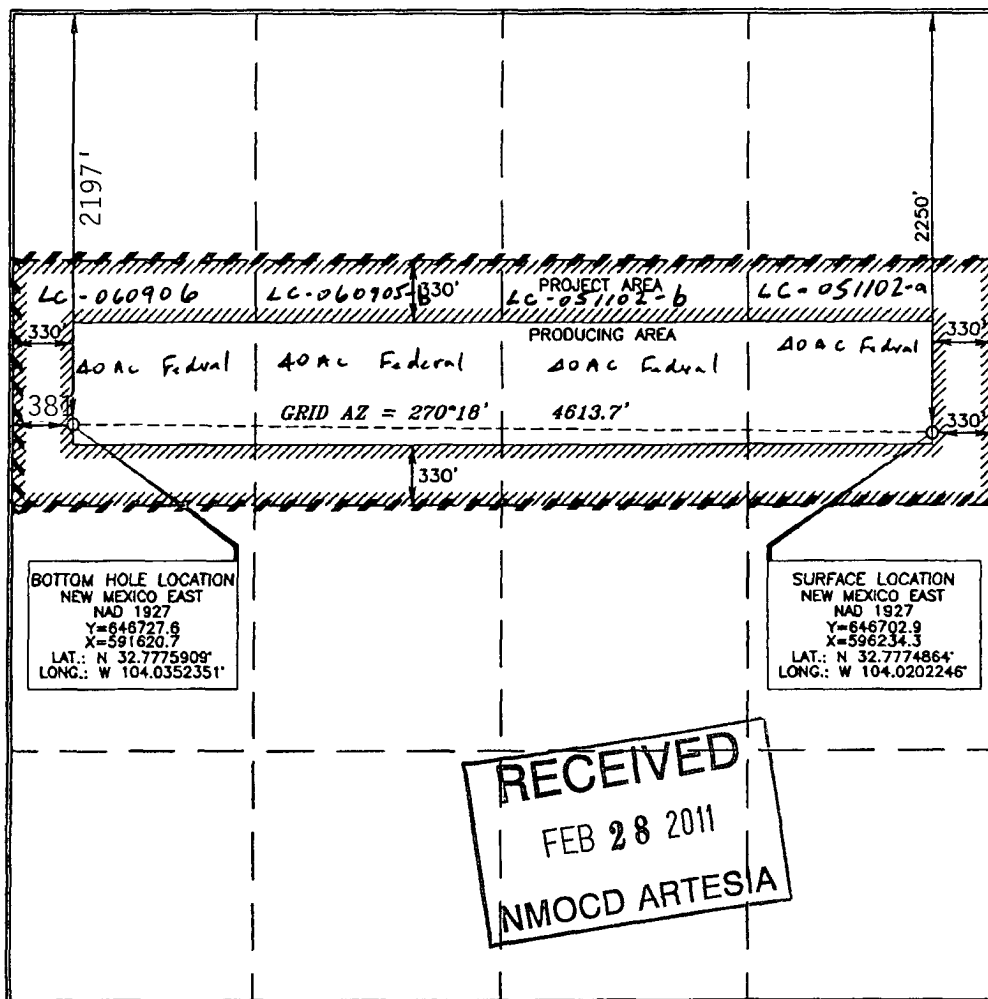 2197'
2250'
LC-060906
LC-060905-B
330'
PROJECT AREA
LC-051102-b
LC-051102-a
330'
PRODUCING AREA
330'
40 AC Federal
40 AC Federal
40 AC Federal
40 AC Federal
381
GRID AZ = 270°18' 4613.7'
330'
330'
BOTTOM HOLE LOCATION
NEW MEXICO EAST
NAD 1927
Y=646727.6
X=591620.7
LAT.: N 32.7775909°
LONG.: W 104.0352351°
SURFACE LOCATION
NEW MEXICO EAST
NAD 1927
Y=646702.9
X=596234.3
LAT.: N 32.7774864°
LONG.: W 104.0202246°
RECEIVED
FEB 28 2011
NMOCD ARTESIA